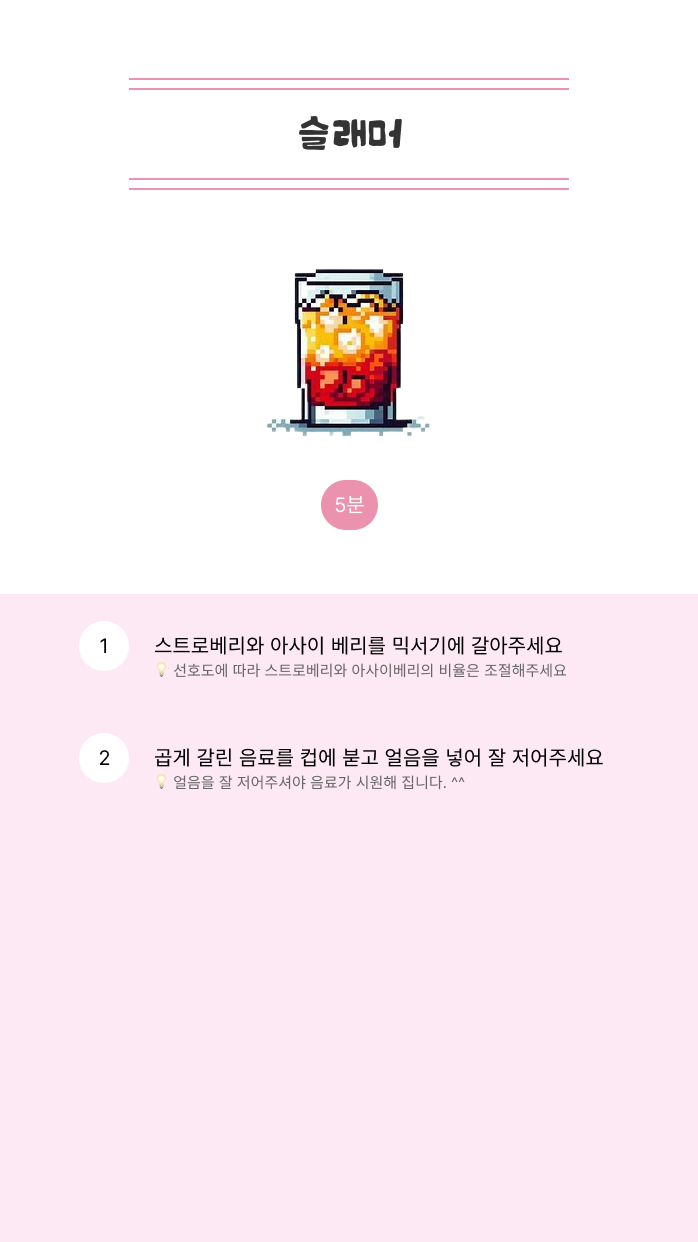 슬래머
5분
1
스트로베리와 아사이 베리를 믹서기에 갈아주세요
💡 선호도에 따라 스트로베리와 아사이베리의 비율은 조절해주세요
2
곱게 갈린 음료를 컵에 붇고 얼음을 넣어 잘 저어주세요
💡 얼음을 잘 저어주셔야 음료가 시원해 집니다. ^^